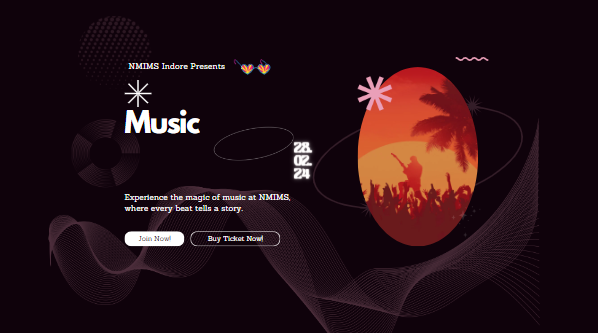 NMIMS Indore Presents
Music
28.
02.
24
Experience the magic of music at NMIMS,
where every beat tells a story.
Join Now!
Buy Ticket Now!